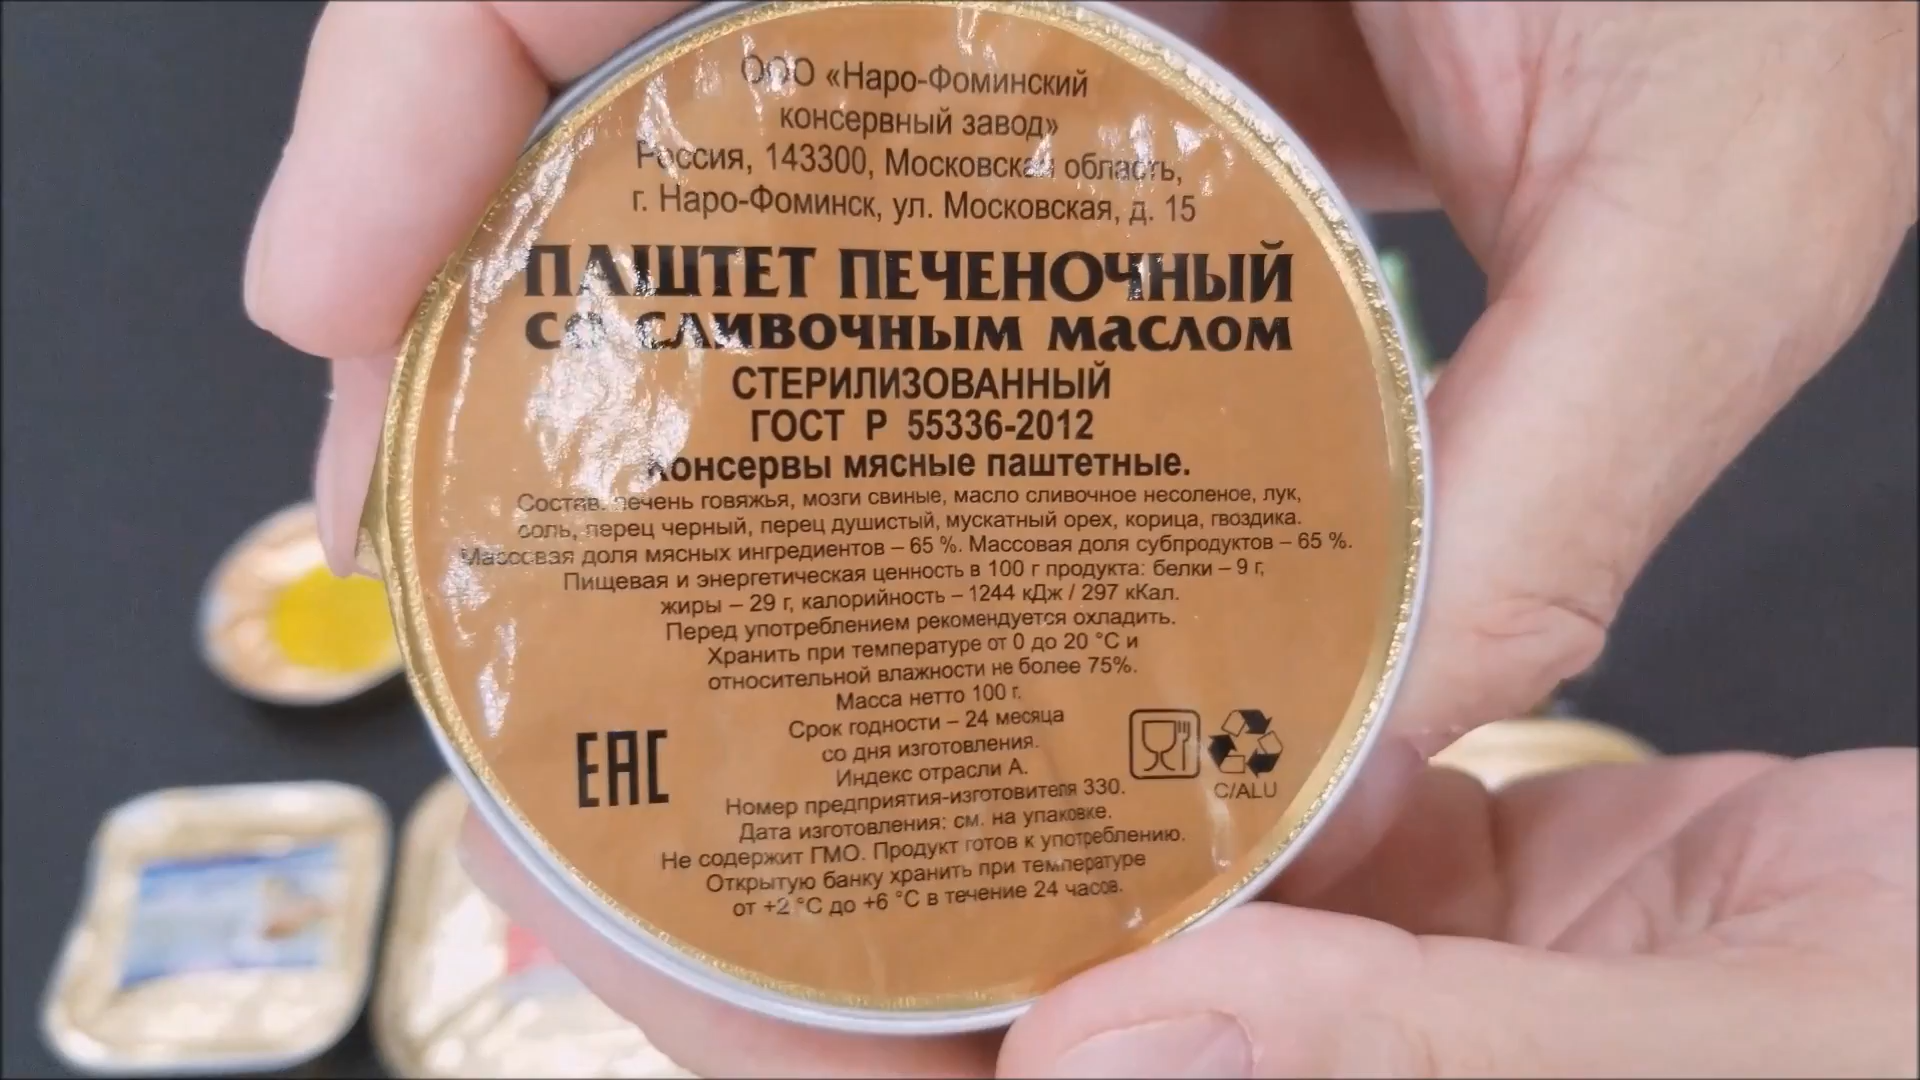 ООО «Наро-Фоминский
консервный завод»
Россия, 143300, Московская область,
г. Наро-Фоминск, ул. Московская, д. 15
ПАШТЕТ ПЕЧЕНОЧНЫЙ
со сливочным маслом
СТЕРИЛИЗОВАННЫЙ
ГОСТ Р 55336-2012
Консервы мясные паштетные.
Состав: печень говяжья, мозги свиные, масло сливочное несоленое, лук,
соль, перец черный, перец душистый, мускатный орех, корица, гвоздика.
Массовая доля мясных ингредиентов – 65 %. Массовая доля субпродуктов – 65 %.
Пищевая и энергетическая ценность в 100 г продукта: белки – 9 г,
жиры – 29 г, калорийность – 1244 кДж / 297 кКал.
Перед употреблением рекомендуется охладить.
Хранить при температуре от 0 до 20 °С и
относительной влажности не более 75%.
Масса нетто 100 г.
Срок годности – 24 месяца
со дня изготовления.
Индекс отрасли А.
Номер предприятия-изготовителя 330.
Дата изготовления: см. на упаковке.
Не содержит ГМО. Продукт готов к употреблению.
Открытую банку хранить при температуре
от +2 °С до +6 °С в течение 24 часов.
ЕАС
C/ALU